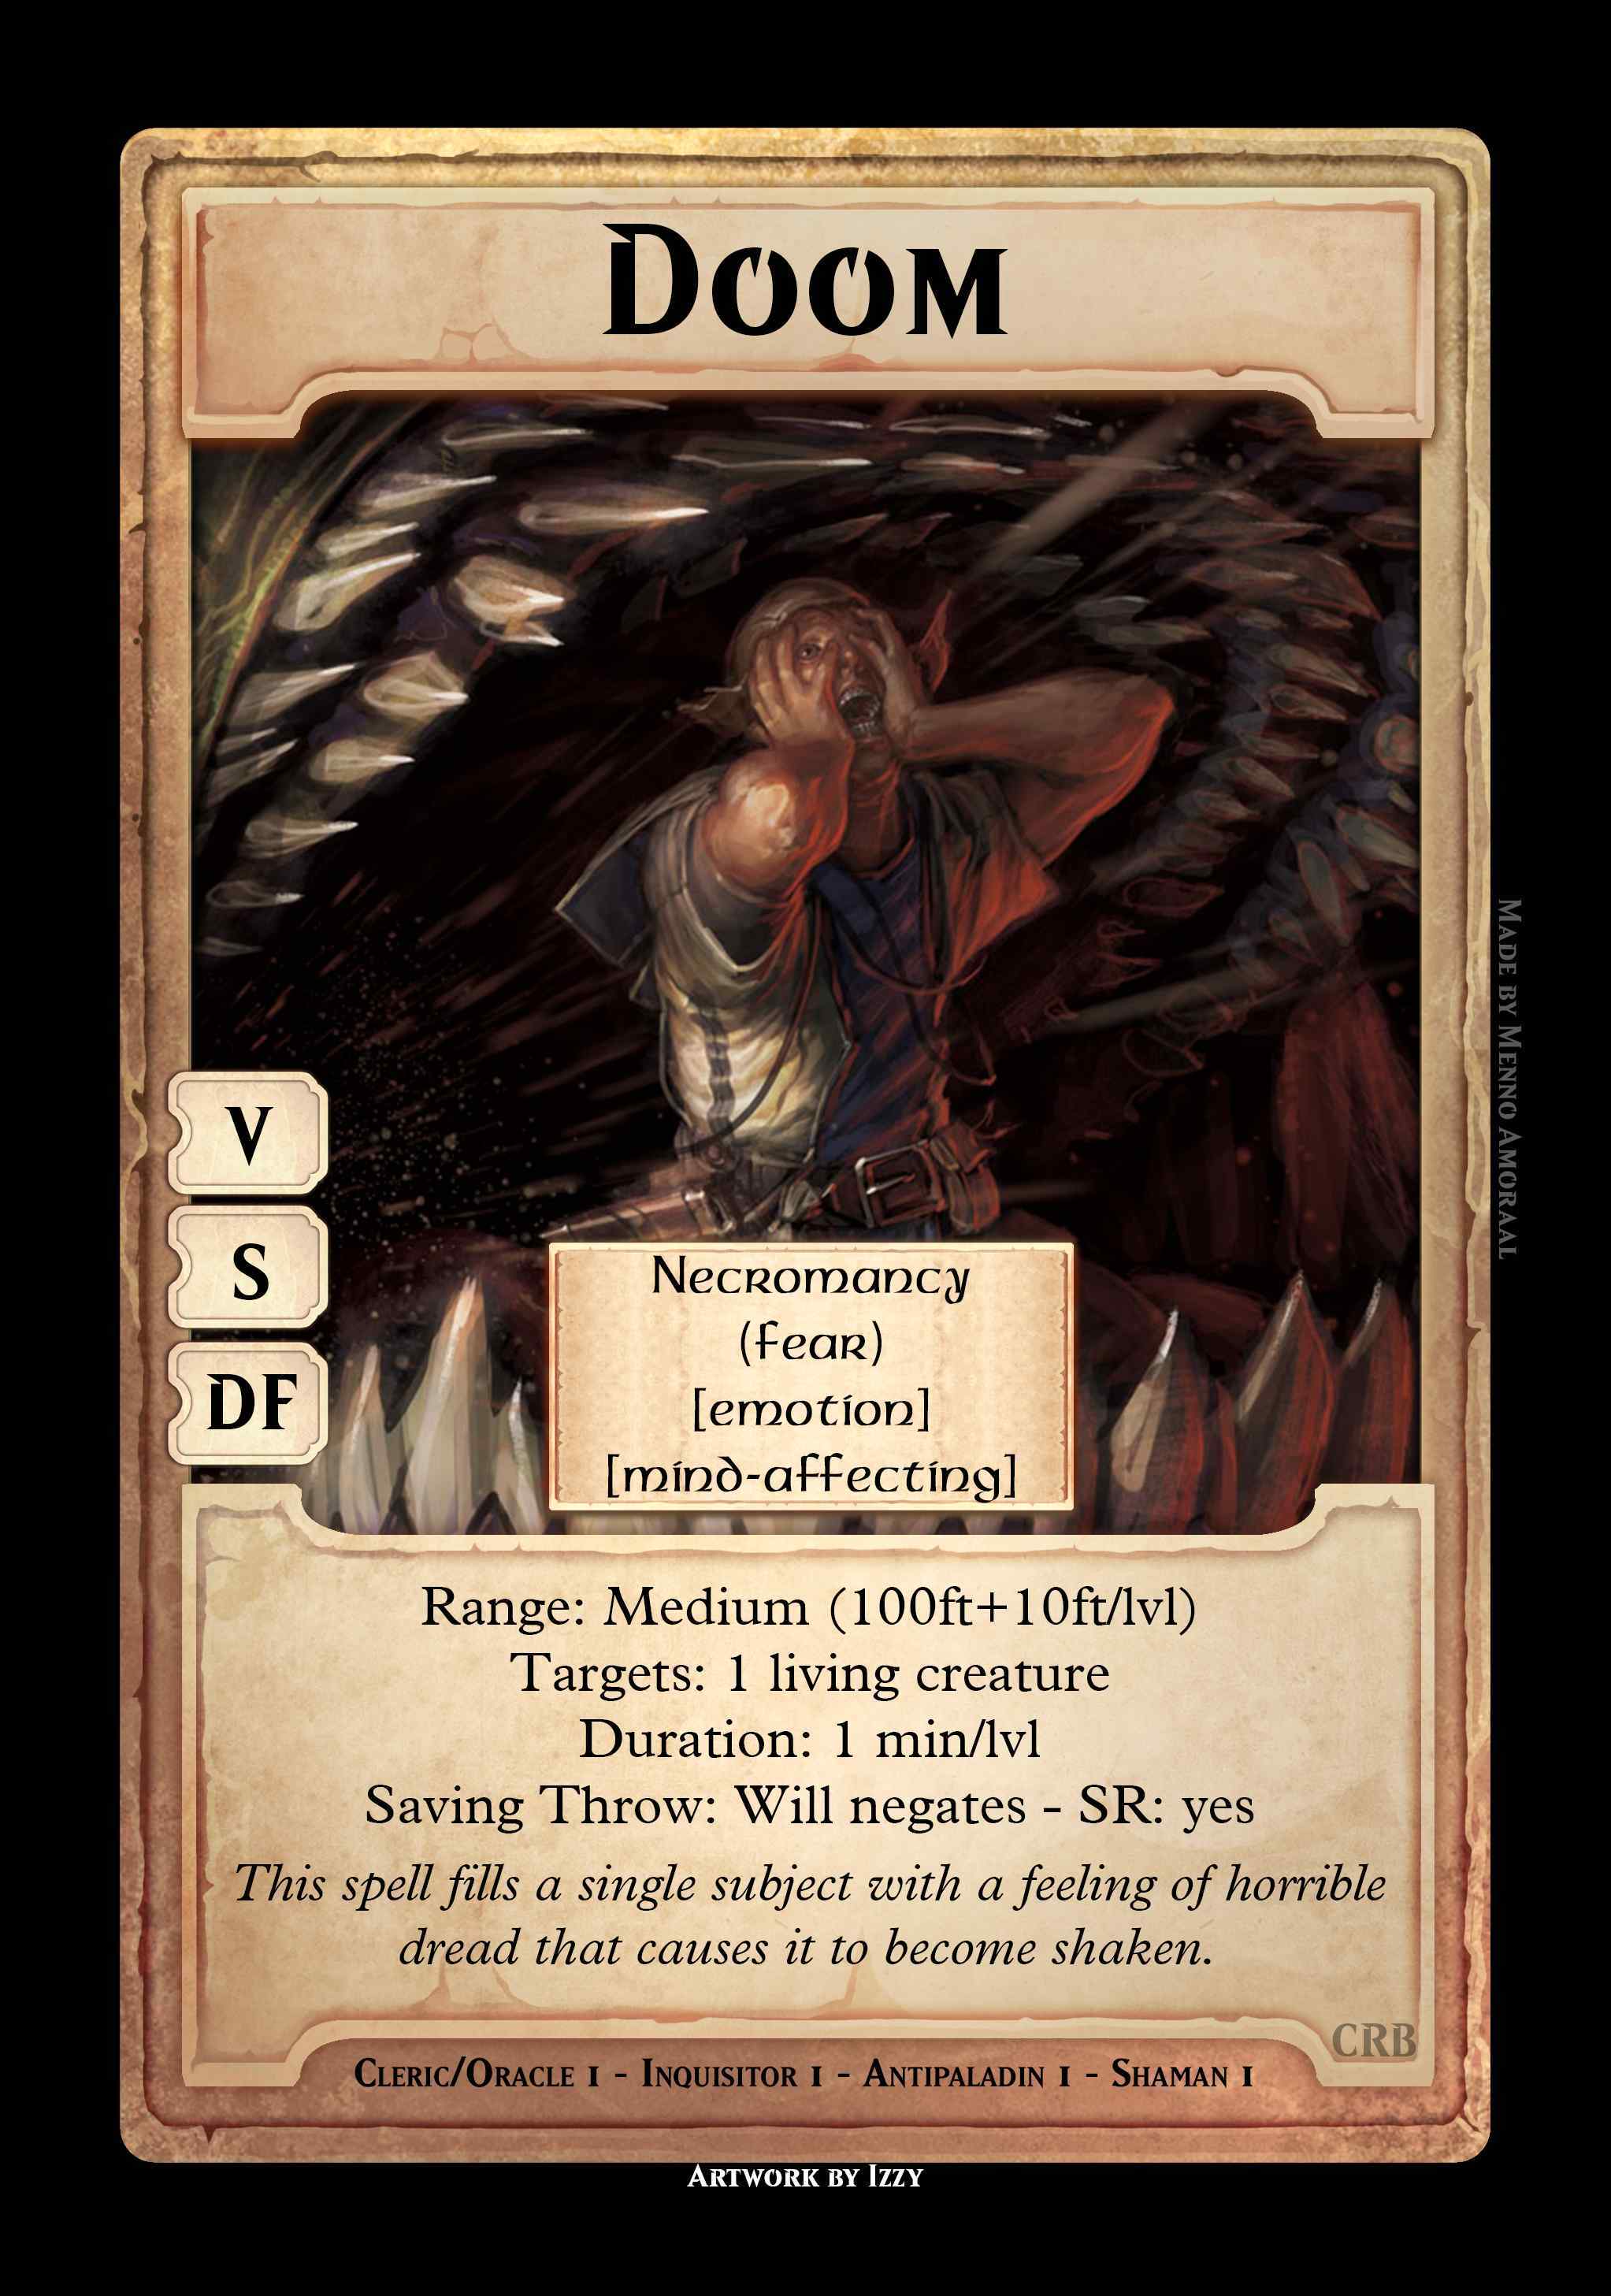 Doom
V
S
DF
Necromancy
(fear)
[emotion]
[mind-affecting]
Range: Medium (100ft+10ft/lvl)
Targets: 1 living creature
Duration: 1 min/lvl
Saving Throw: Will negates - SR: yes
This spell fills a single subject with a feeling of horrible
dread that causes it to become shaken.
CRB
Cleric/Oracle 1 - Inquisitor 1 - Antipaladin 1 - Shaman 1
Artwork by Izzy
Made by Menno Amoraal